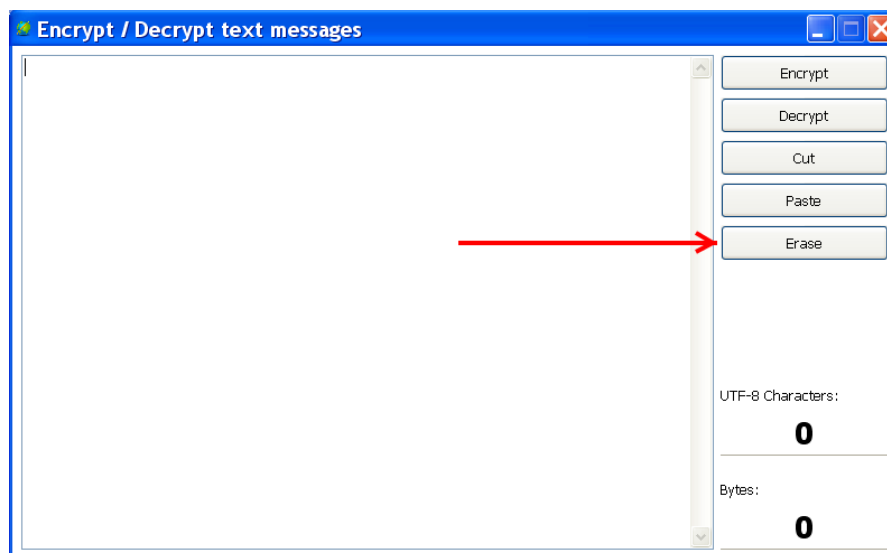 Encrypt / Decrypt text messages
Encrypt
Decrypt
Cut
Paste
Erase
UTF-8 Characters:
0
Bytes:
0